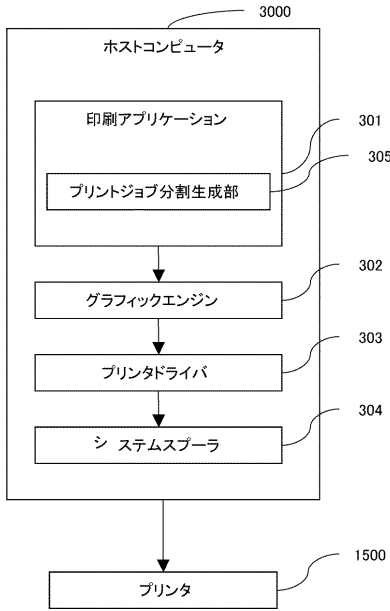 3000
ホストコンピュータ
印刷アプリケーション
301
305
プリントジョブ分割生成部
グラフィックエンジン
302
プリンタドライバ
303
シ ステムスプーラ
304
プリンタ
1500